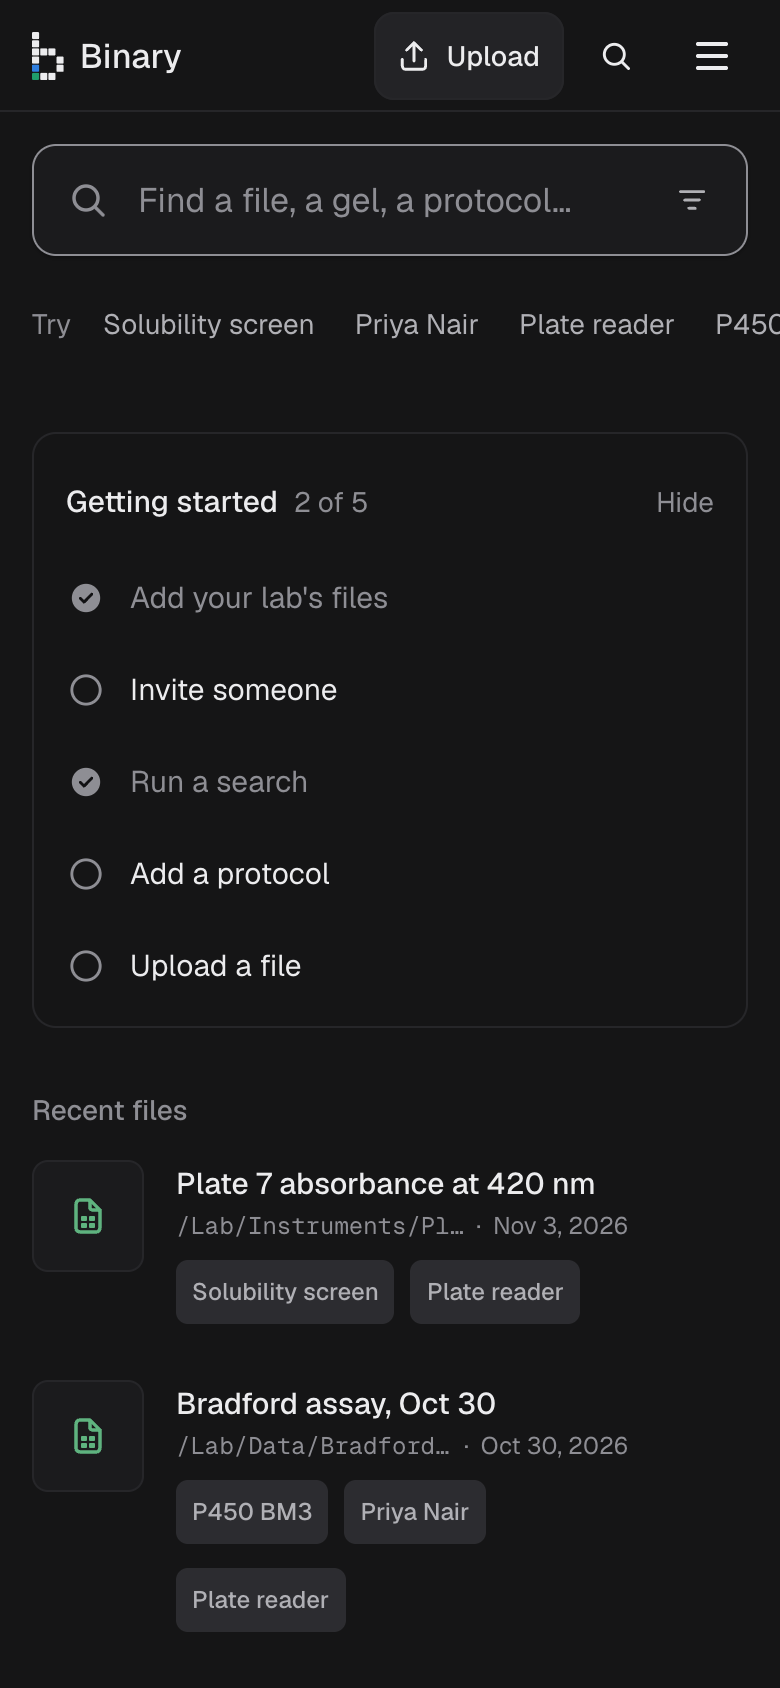 Binary
Upload
Find a file, a gel, a protocol...
Try Solubility screen Priya Nair Plate reader P450
Getting started 2 of 5 Hide
Add your lab's files
Invite someone
Run a search
Add a protocol
Upload a file
Recent files
Plate 7 absorbance at 420 nm
/Lab/Instruments/Pl… · Nov 3, 2026
Solubility screen Plate reader
Bradford assay, Oct 30
/Lab/Data/Bradford… · Oct 30, 2026
P450 BM3 Priya Nair
Plate reader